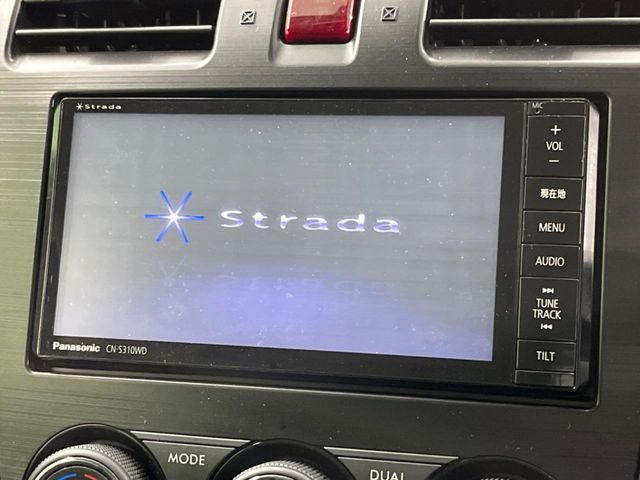 Strada
MIC
+
VOL
−
現在地
MENU
AUDIO
TUNE
TRACK
TILT
Strada
Panasonic CN-S310WD
MODE
DUAL